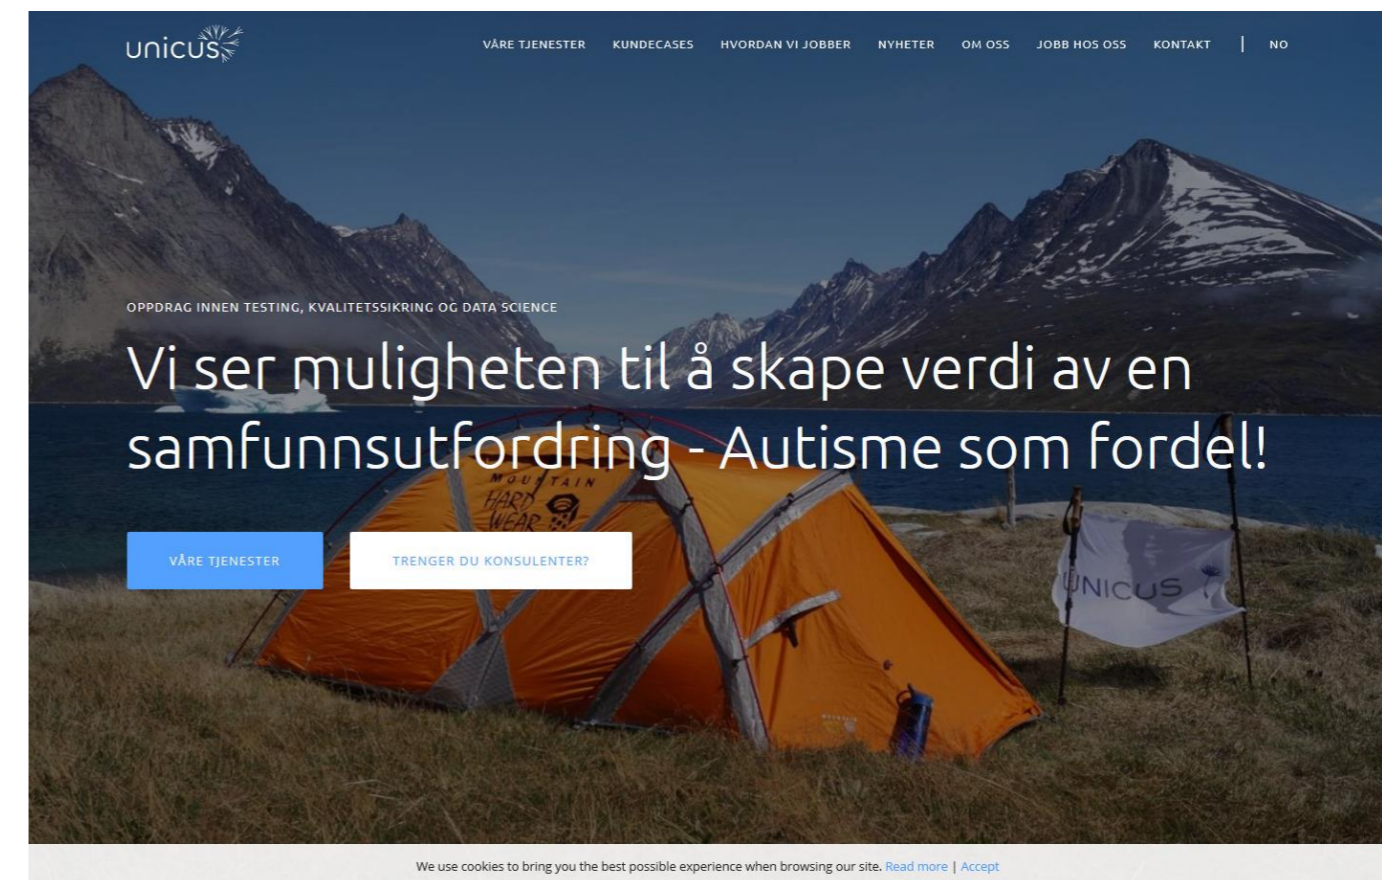 unicus
VÅRE TJENESTER KUNDECASES HVORDAN VI JOBBER NYHETER OM OSS JOBB HOS OSS KONTAKT | NO
OPPDRAG INNEN TESTING, KVALITETSSIKRING OG DATA SCIENCE
Vi ser muligheten til å skape verdi av en
samfunnsutfordring - Autisme som fordel!
MOUNTAIN
HARD
WEAR
VÅRE TJENESTER TRENGER DU KONSULENTER?
UNICUS
We use cookies to bring you the best possible experience when browsing our site. Read more | Accept